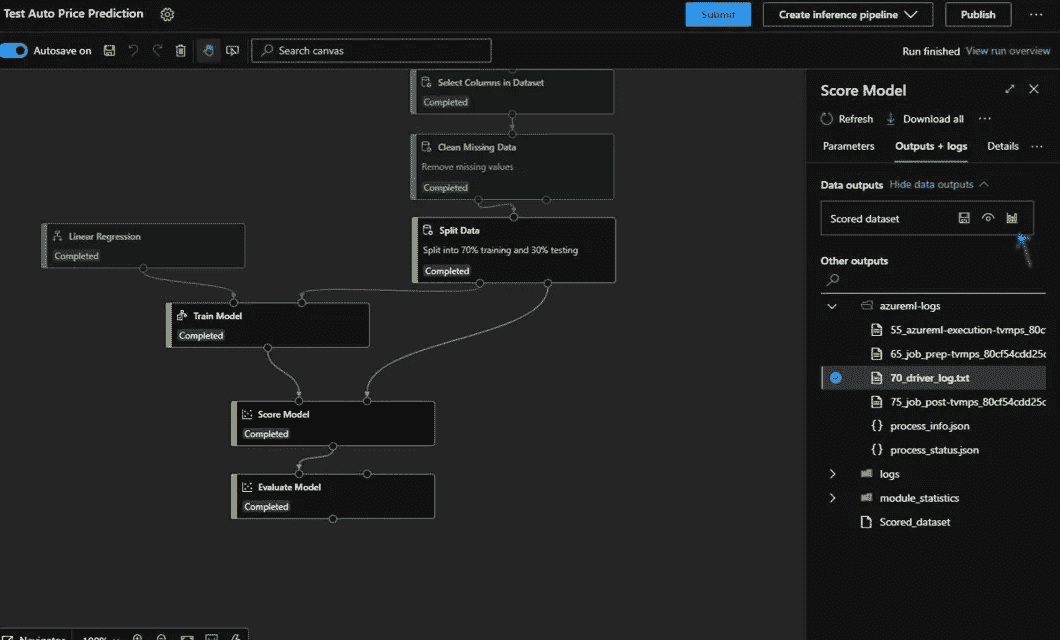 Test Auto Price Prediction
Submit
Create inference pipeline
Publish
Autosave on
Search canvas
Run finished View run overview
Select Columns in Dataset
Completed
Clean Missing Data
Remove missing values
Completed
Linear Regression
Completed
Split Data
Split into 70% training and 30% testing
Completed
Train Model
Completed
Score Model
Completed
Evaluate Model
Completed
Navigator
100%
Score Model
Refresh
Download all
Parameters
Outputs + logs
Details
Data outputs Hide data outputs
Scored dataset
Other outputs
azureml-logs
55_azureml-execution-tvmps_80c
65_job_prep-tvmps_80cf54cdd25c
70_driver_log.txt
75_job_post-tvmps_80cf54cdd25c
process_info.json
process_status.json
logs
module_statistics
Scored_dataset